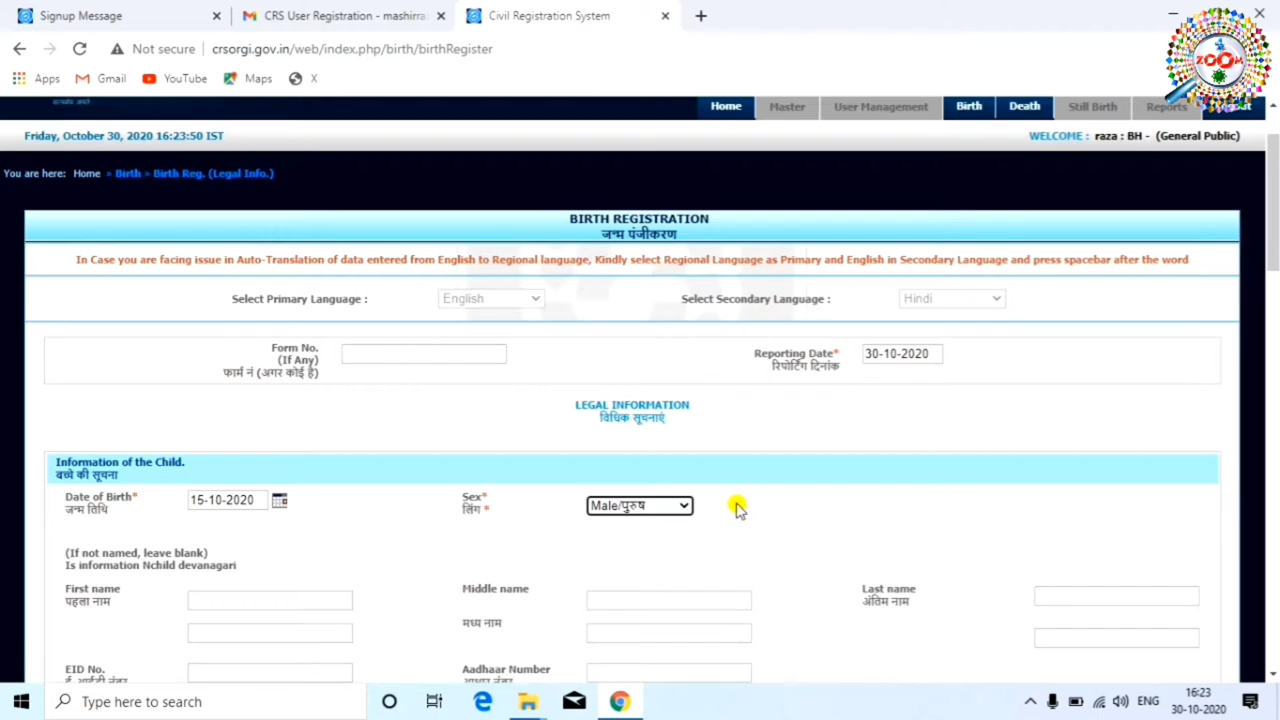 Signup Message
CRS User Registration - mashirra
Civil Registration System
Not secure
crsorgi.gov.in/web/index.php/birth/birthRegister
Apps
Gmail
YouTube
Maps
X
ZOOM
Home
Master
User Management
Birth
Death
Still Birth
Reports
Friday, October 30, 2020 16:23:50 IST
WELCOME : raza : BH - (General Public)
You are here: Home » Birth » Birth Reg. (Legal Info.)
BIRTH REGISTRATION
जन्म पंजीकरण
In Case you are facing issue in Auto-Translation of data entered from English to Regional language, Kindly select Regional Language as Primary and English in Secondary Language and press spacebar after the word
Select Primary Language :
English
Select Secondary Language :
Hindi
Form No.
(If Any)
फार्म नं (अगर कोई है)
Reporting Date*
रिपोर्टिंग दिनांक
30-10-2020
LEGAL INFORMATION
विधिक सूचनाएं
Information of the Child.
बच्चे की सूचना
Date of Birth*
जन्म तिथि
15-10-2020
Sex*
लिंग *
Male/पुरुष
(If not named, leave blank)
Is information Nchild devanagari
First name
पहला नाम
Middle name
मध्य नाम
Last name
अंतिम नाम
EID No.
ई.आईडी नंबर
Aadhaar Number
आधार नंबर
Type here to search
ENG
16:23
30-10-2020